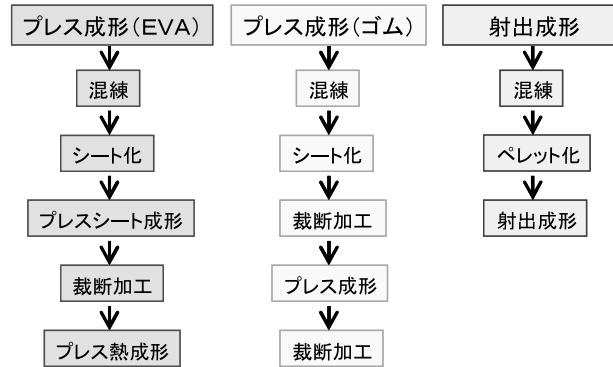 プレス成形(EVA)
混練
シート化
プレスシート成形
裁断加工
プレス熱成形
プレス成形(ゴム)
混練
シート化
裁断加工
プレス成形
裁断加工
射出成形
混練
ペレット化
射出成形